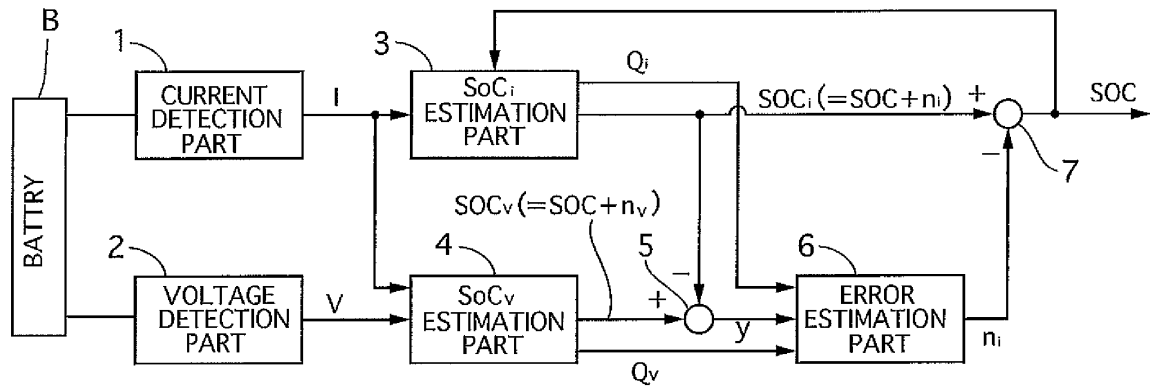 B
1
3
Qi
CURRENT
DETECTION
PART
I
SoCi
ESTIMATION
PART
SOCi(=SOC+ni)
+
SOC
−
7
BATTRY
SOCv(=SOC+nv)
2
4
5
6
VOLTAGE
DETECTION
PART
V
SoCv
ESTIMATION
PART
−
+
y
ERROR
ESTIMATION
PART
ni
Qv